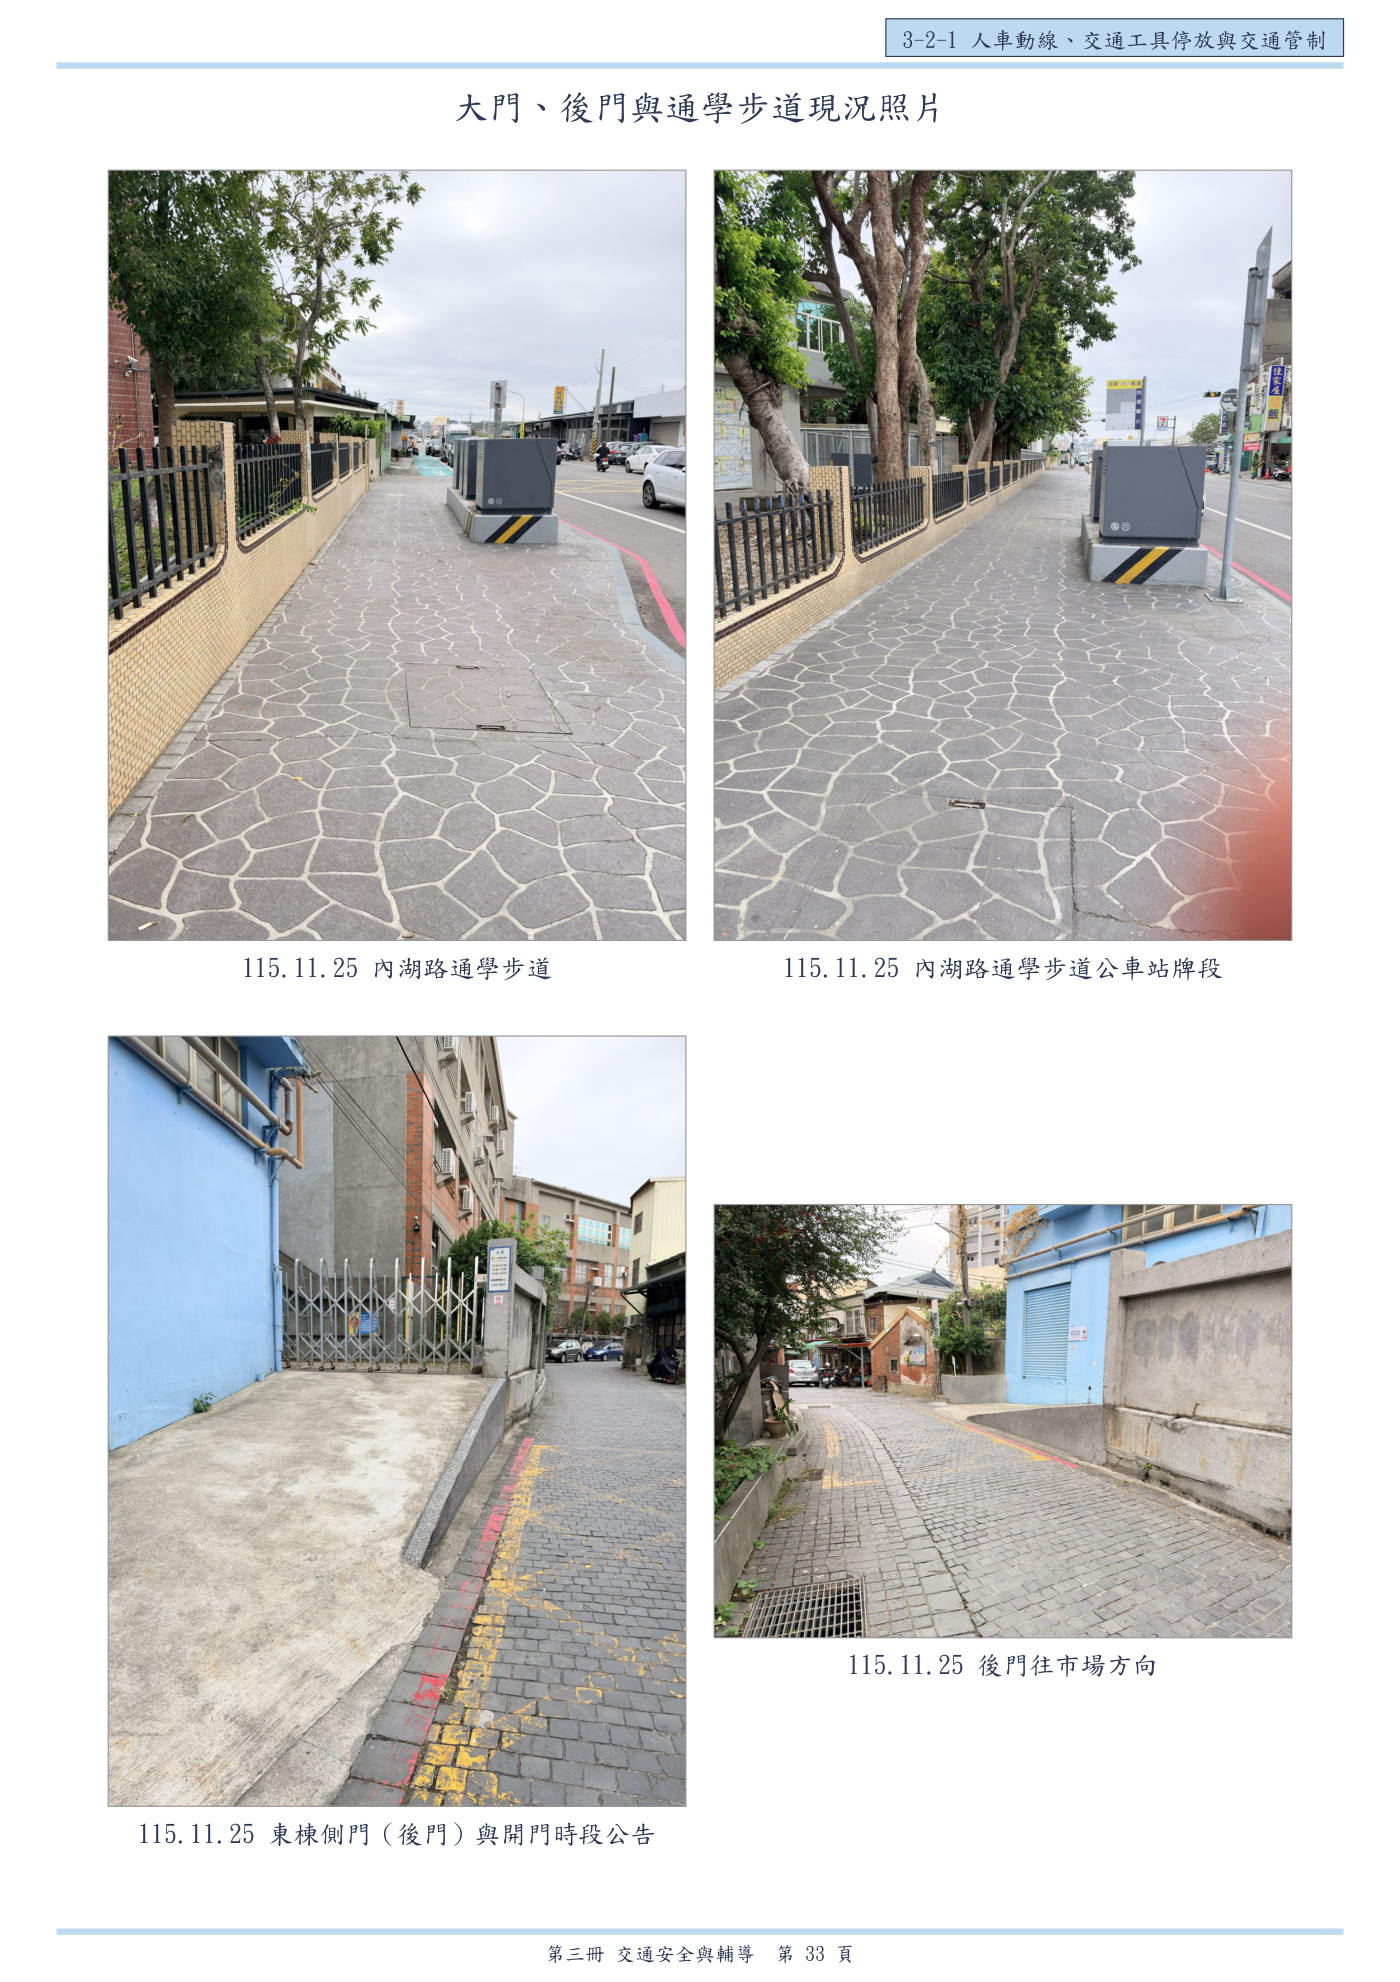 3-2-1 人車動線、交通工具停放與交通管制
大門、後門與通學步道現況照片
115.11.25 內湖路通學步道
115.11.25 內湖路通學步道公車站牌段
115.11.25 東棟側門（後門）與開門時段公告
115.11.25 後門往市場方向
第三冊 交通安全與輔導 第 33 頁